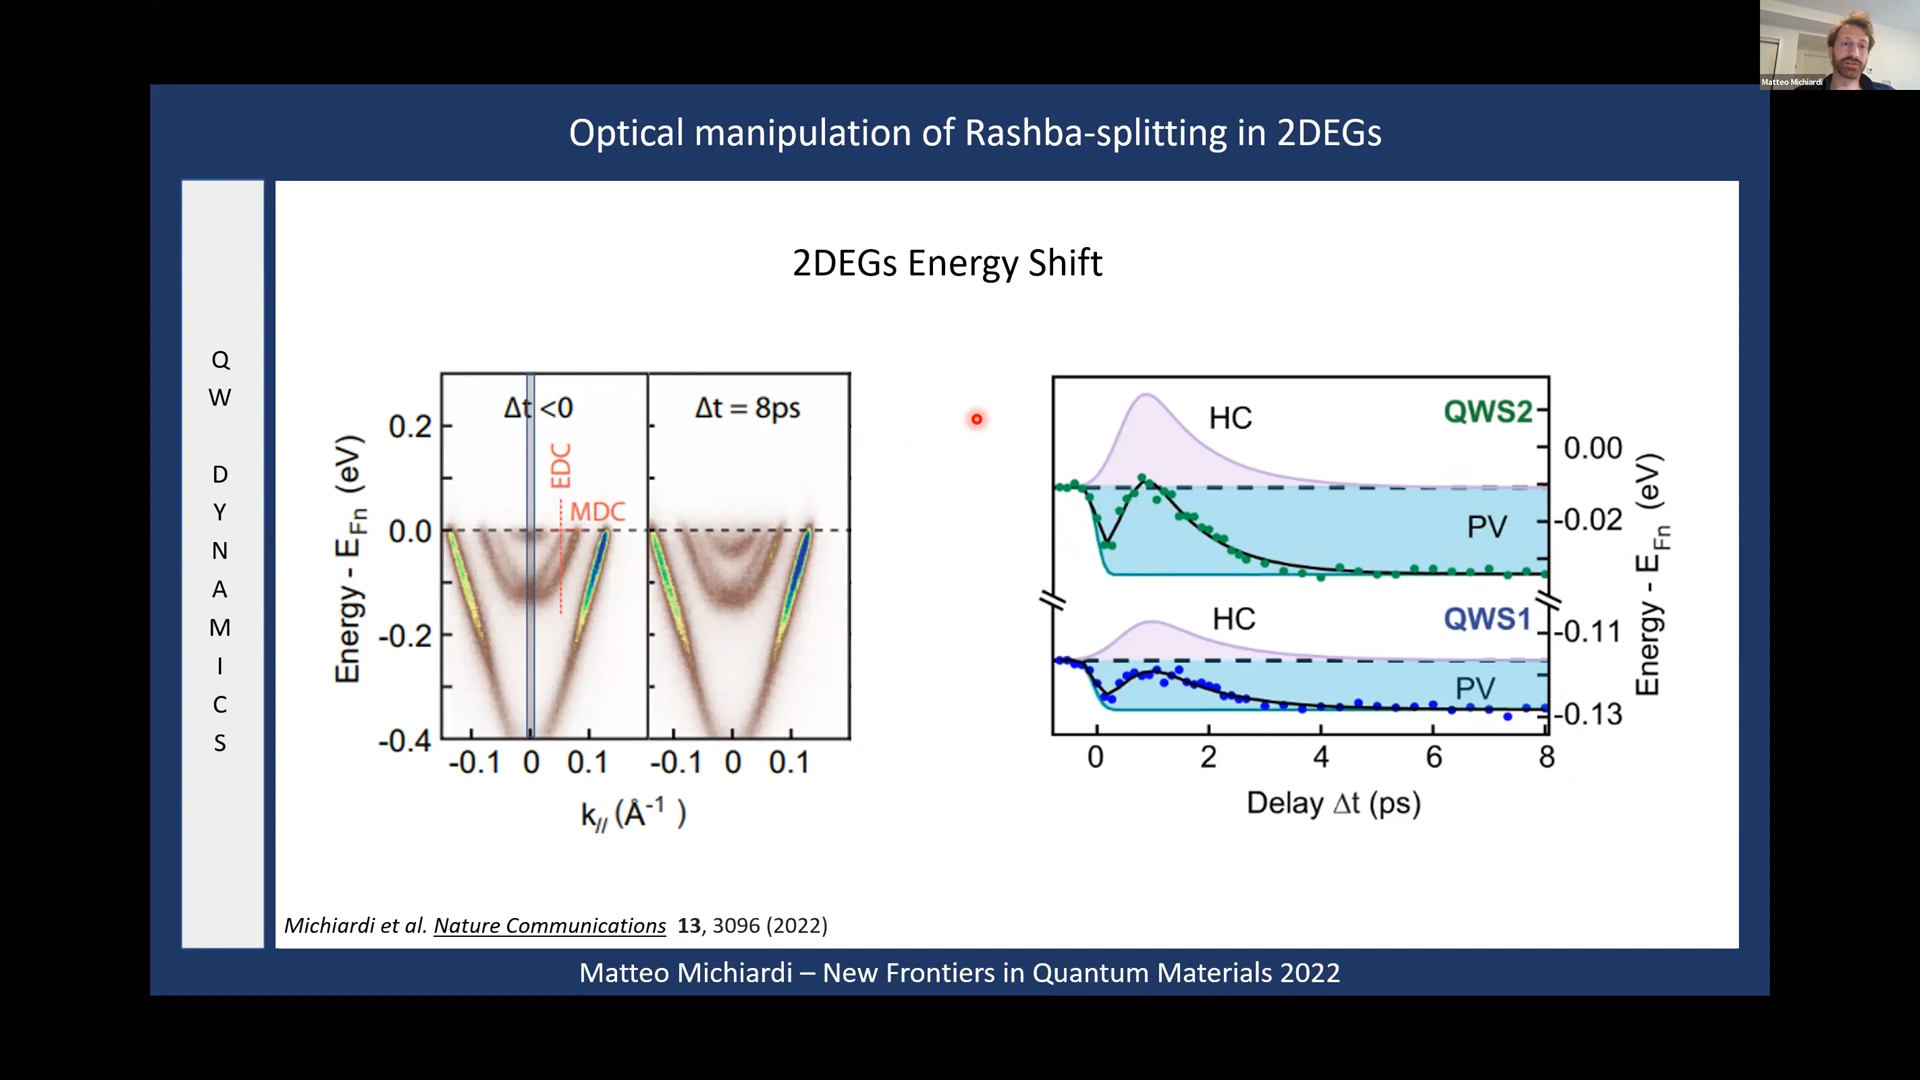 Matteo Michiardi
Optical manipulation of Rashba-splitting in 2DEGs
Q
W
D
Y
N
A
M
I
C
S
2DEGs Energy Shift
Energy - E_Fn (eV)
0.2
0.0
-0.2
-0.4
Δt <0
EDC
MDC
Δt = 8ps
-0.1 0 0.1 -0.1 0 0.1
k// (Å-1)
HC
QWS2
PV
HC
QWS1
PV
0.00
-0.02
-0.11
-0.13
Energy - E_Fn (eV)
0 2 4 6 8
Delay Δt (ps)
Michiardi et al. Nature Communications 13, 3096 (2022)
Matteo Michiardi – New Frontiers in Quantum Materials 2022